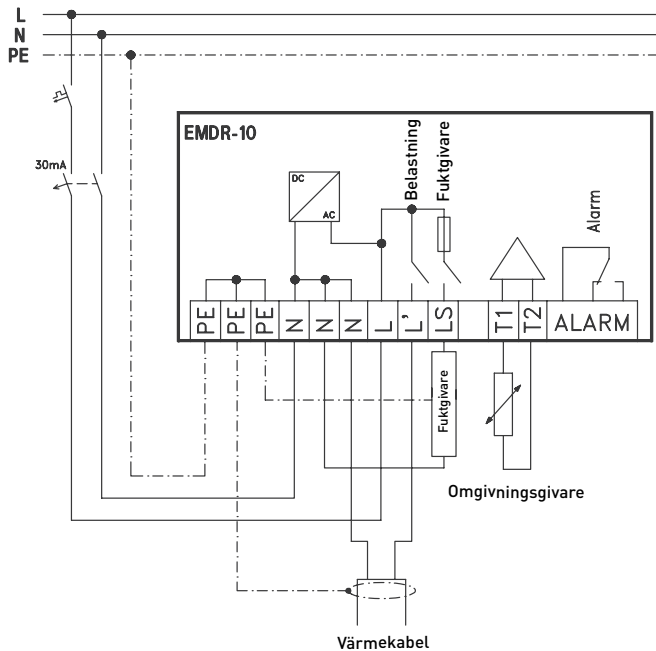 L
N
PE
EMDR-10
30mA
DC
AC
Belastning
Fuktgivare
Alarm
PE PE PE N N N L L' LS T1 T2 ALARM
Fuktgivare
Omgivningsgivare
Värmekabel